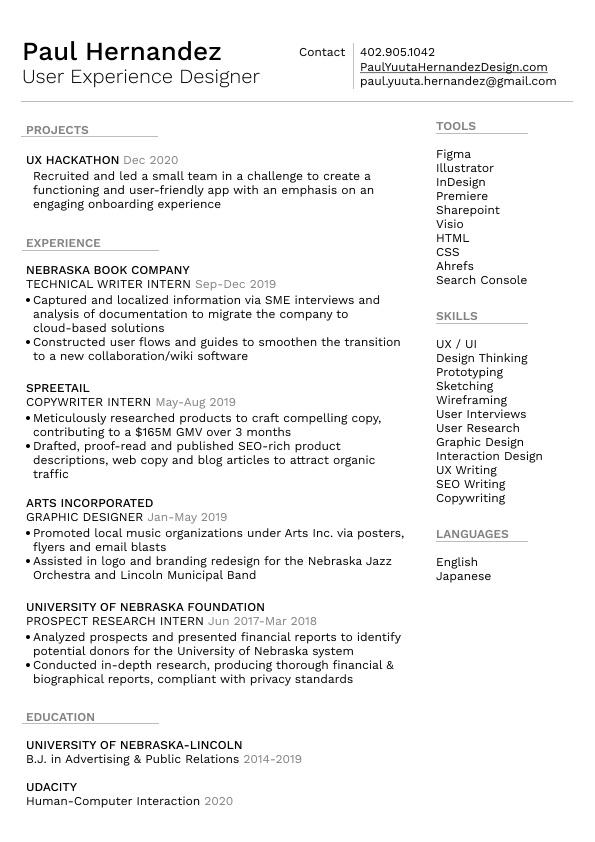 Paul Hernandez
User Experience Designer
Contact
402.905.1042
PaulYuutaHernandezDesign.com
paul.yuuta.hernandez@gmail.com
PROJECTS
UX HACKATHON Dec 2020
Recruited and led a small team in a challenge to create a
functioning and user-friendly app with an emphasis on an
engaging onboarding experience
EXPERIENCE
NEBRASKA BOOK COMPANY
TECHNICAL WRITER INTERN Sep-Dec 2019
• Captured and localized information via SME interviews and
analysis of documentation to migrate the company to
cloud-based solutions
• Constructed user flows and guides to smoothen the transition
to a new collaboration/wiki software
SPREETAIL
COPYWRITER INTERN May-Aug 2019
• Meticulously researched products to craft compelling copy,
contributing to a $165M GMV over 3 months
• Drafted, proof-read and published SEO-rich product
descriptions, web copy and blog articles to attract organic
traffic
ARTS INCORPORATED
GRAPHIC DESIGNER Jan-May 2019
• Promoted local music organizations under Arts Inc. via posters,
flyers and email blasts
• Assisted in logo and branding redesign for the Nebraska Jazz
Orchestra and Lincoln Municipal Band
UNIVERSITY OF NEBRASKA FOUNDATION
PROSPECT RESEARCH INTERN Jun 2017-Mar 2018
• Analyzed prospects and presented financial reports to identify
potential donors for the University of Nebraska system
• Conducted in-depth research, producing thorough financial &
biographical reports, compliant with privacy standards
EDUCATION
UNIVERSITY OF NEBRASKA-LINCOLN
B.J. in Advertising & Public Relations 2014-2019
UDACITY
Human-Computer Interaction 2020
TOOLS
Figma
Illustrator
InDesign
Premiere
Sharepoint
Visio
HTML
CSS
Ahrefs
Search Console
SKILLS
UX / UI
Design Thinking
Prototyping
Sketching
Wireframing
User Interviews
User Research
Graphic Design
Interaction Design
UX Writing
SEO Writing
Copywriting
LANGUAGES
English
Japanese